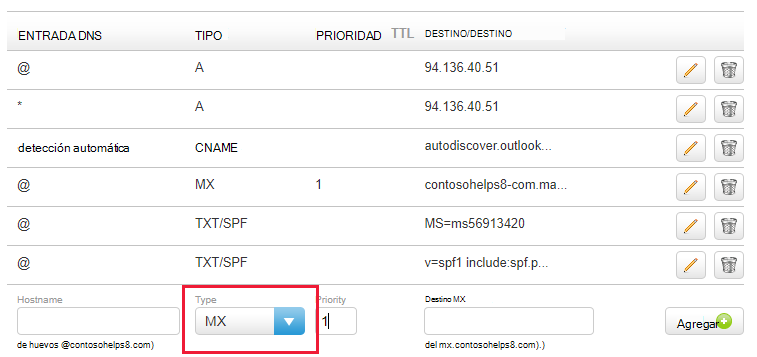 ENTRADA DNS TIPO PRIORIDAD TTL DESTINO/DESTINO
@ A 94.136.40.51
* A 94.136.40.51
detección automática CNAME autodiscover.outlook...
@ MX 1 contosohelps8-com.ma...
@ TXT/SPF MS=ms56913420
@ TXT/SPF v=spf1 include:spf.p...
Hostname Type Priority Destino MX
MX 1 Agregar
de huevos @contosohelps8.com) del mx.contosohelps8.com).)